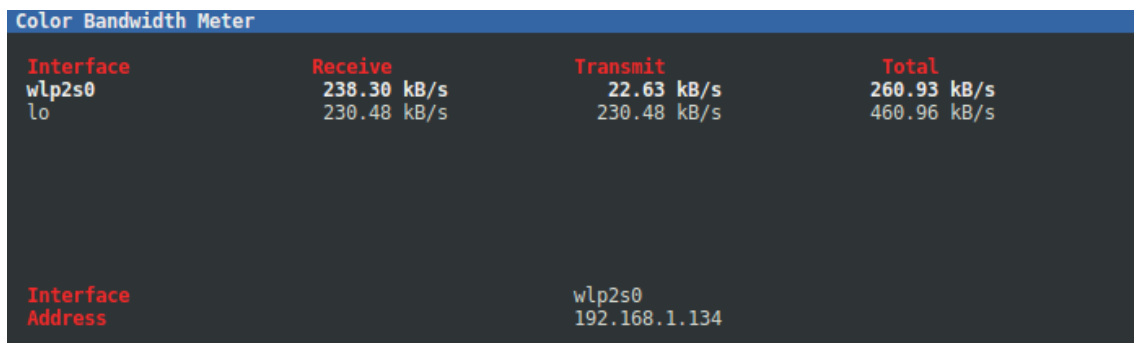 Color Bandwidth Meter
Interface Receive Transmit Total
wlp2s0 238.30 kB/s 22.63 kB/s 260.93 kB/s
lo 230.48 kB/s 230.48 kB/s 460.96 kB/s
Interface wlp2s0
Address 192.168.1.134